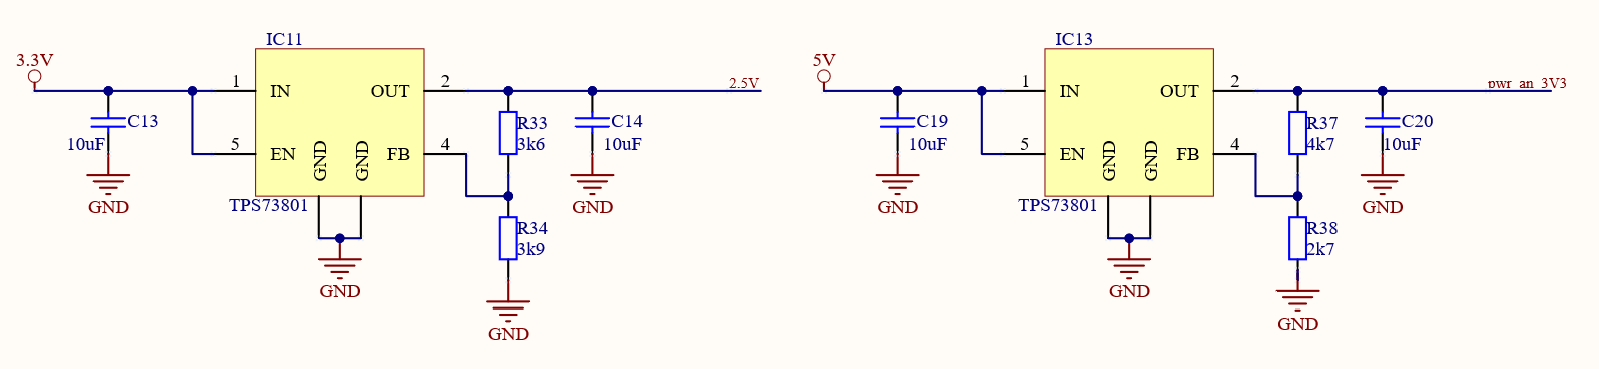 IC11
3.3V
1
IN
OUT
2
2.5V
C13
10uF
GND
5
EN
GND
GND
FB
4
R33
3k6
C14
10uF
GND
TPS73801
R34
3k9
GND
GND
IC13
5V
1
IN
OUT
2
pwr_an_3V3
C19
10uF
GND
5
EN
GND
GND
FB
4
R37
4k7
C20
10uF
GND
TPS73801
R38
2k7
GND
GND